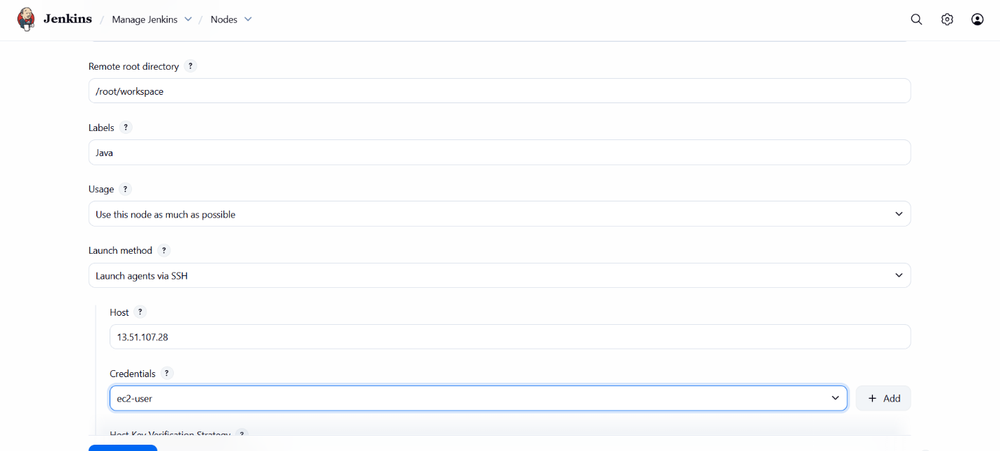 Jenkins / Manage Jenkins / Nodes
Remote root directory ?
/root/workspace
Labels ?
Java
Usage ?
Use this node as much as possible
Launch method ?
Launch agents via SSH
Host ?
13.51.107.28
Credentials ?
ec2-user
+ Add
Host Key Verification Strategy ?